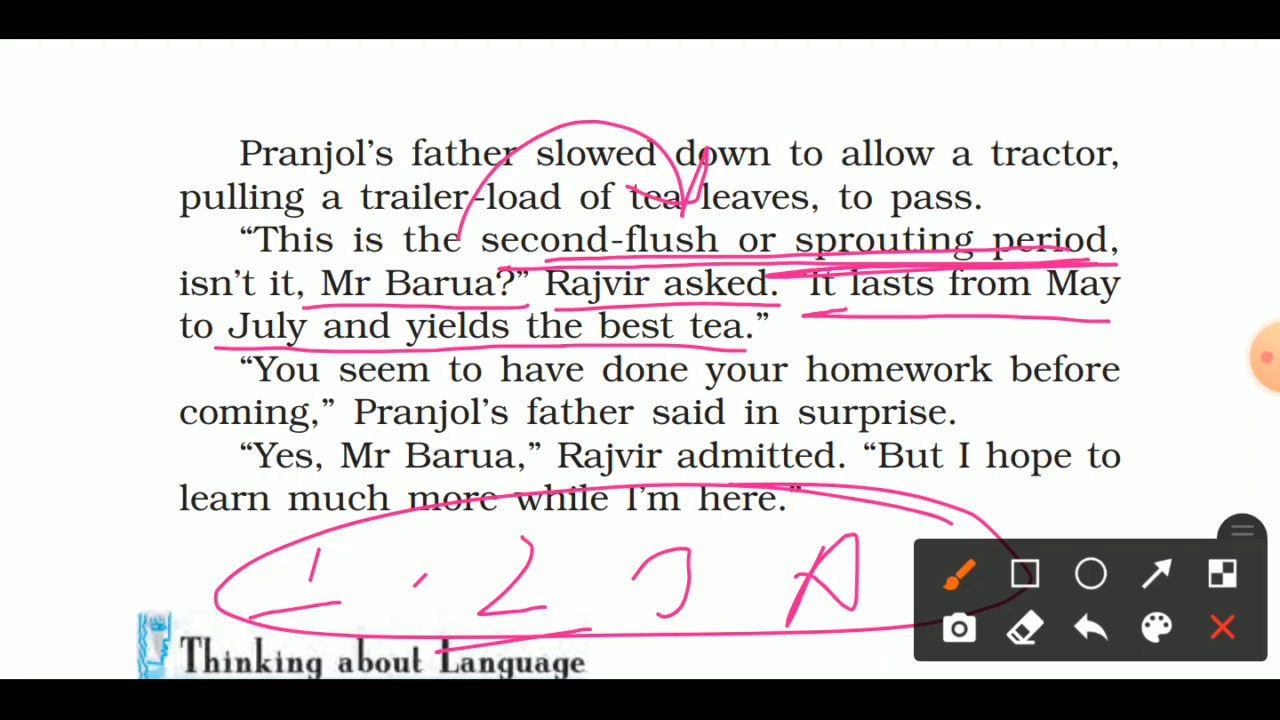 Pranjol's father slowed down to allow a tractor,
pulling a trailer-load of tea leaves, to pass.
"This is the second-flush or sprouting period,
isn't it, Mr Barua?" Rajvir asked. "It lasts from May
to July and yields the best tea."
"You seem to have done your homework before
coming," Pranjol's father said in surprise.
"Yes, Mr Barua," Rajvir admitted. "But I hope to
learn much more while I'm here."
1 2 3
Thinking about Language